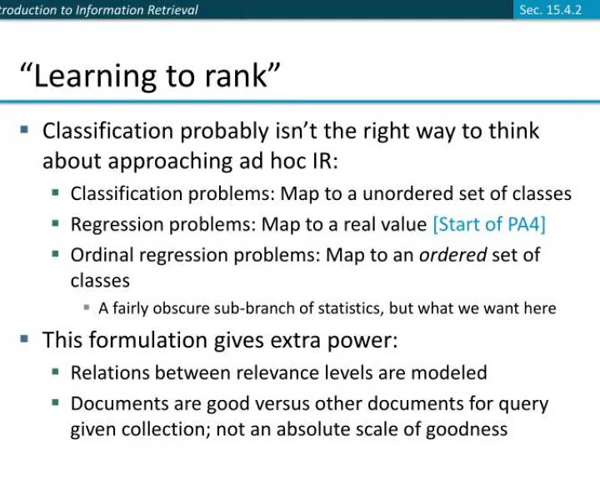 troduction to Information Retrieval
Sec. 15.4.2
“Learning to rank”
Classification probably isn’t the right way to think
about approaching ad hoc IR:
Classification problems: Map to a unordered set of classes
Regression problems: Map to a real value [Start of PA4]
Ordinal regression problems: Map to an ordered set of
classes
A fairly obscure sub-branch of statistics, but what we want here
This formulation gives extra power:
Relations between relevance levels are modeled
Documents are good versus other documents for query
given collection; not an absolute scale of goodness